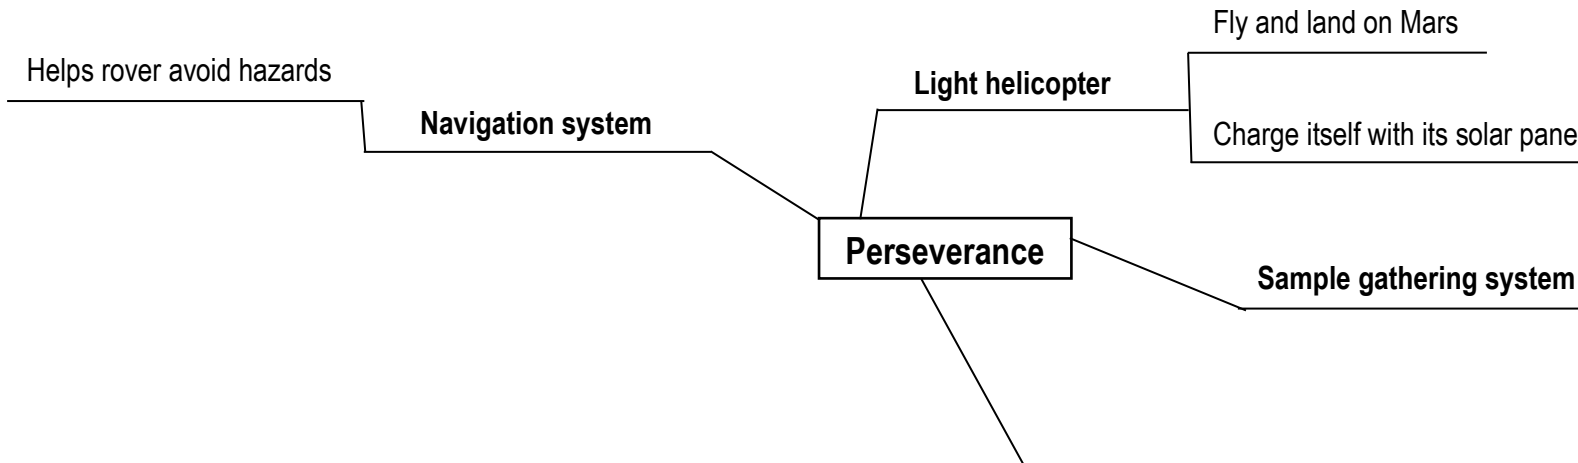 Fly and land on Mars
Helps rover avoid hazards
Light helicopter
Navigation system
Charge itself with its solar pane
Perseverance
Sample gathering system